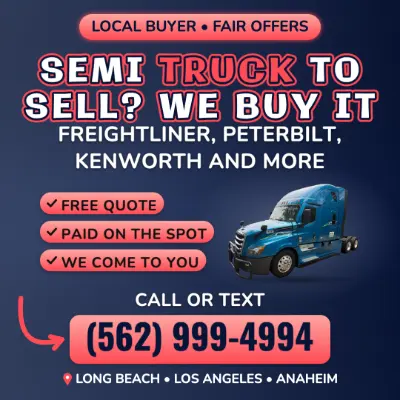 LOCAL BUYER • FAIR OFFERS
SEMI TRUCK TO
SELL? WE BUY IT
FREIGHTLINER, PETERBILT,
KENWORTH AND MORE
FREE QUOTE
PAID ON THE SPOT
WE COME TO YOU
CALL OR TEXT
(562) 999-4994
LONG BEACH • LOS ANGELES • ANAHEIM